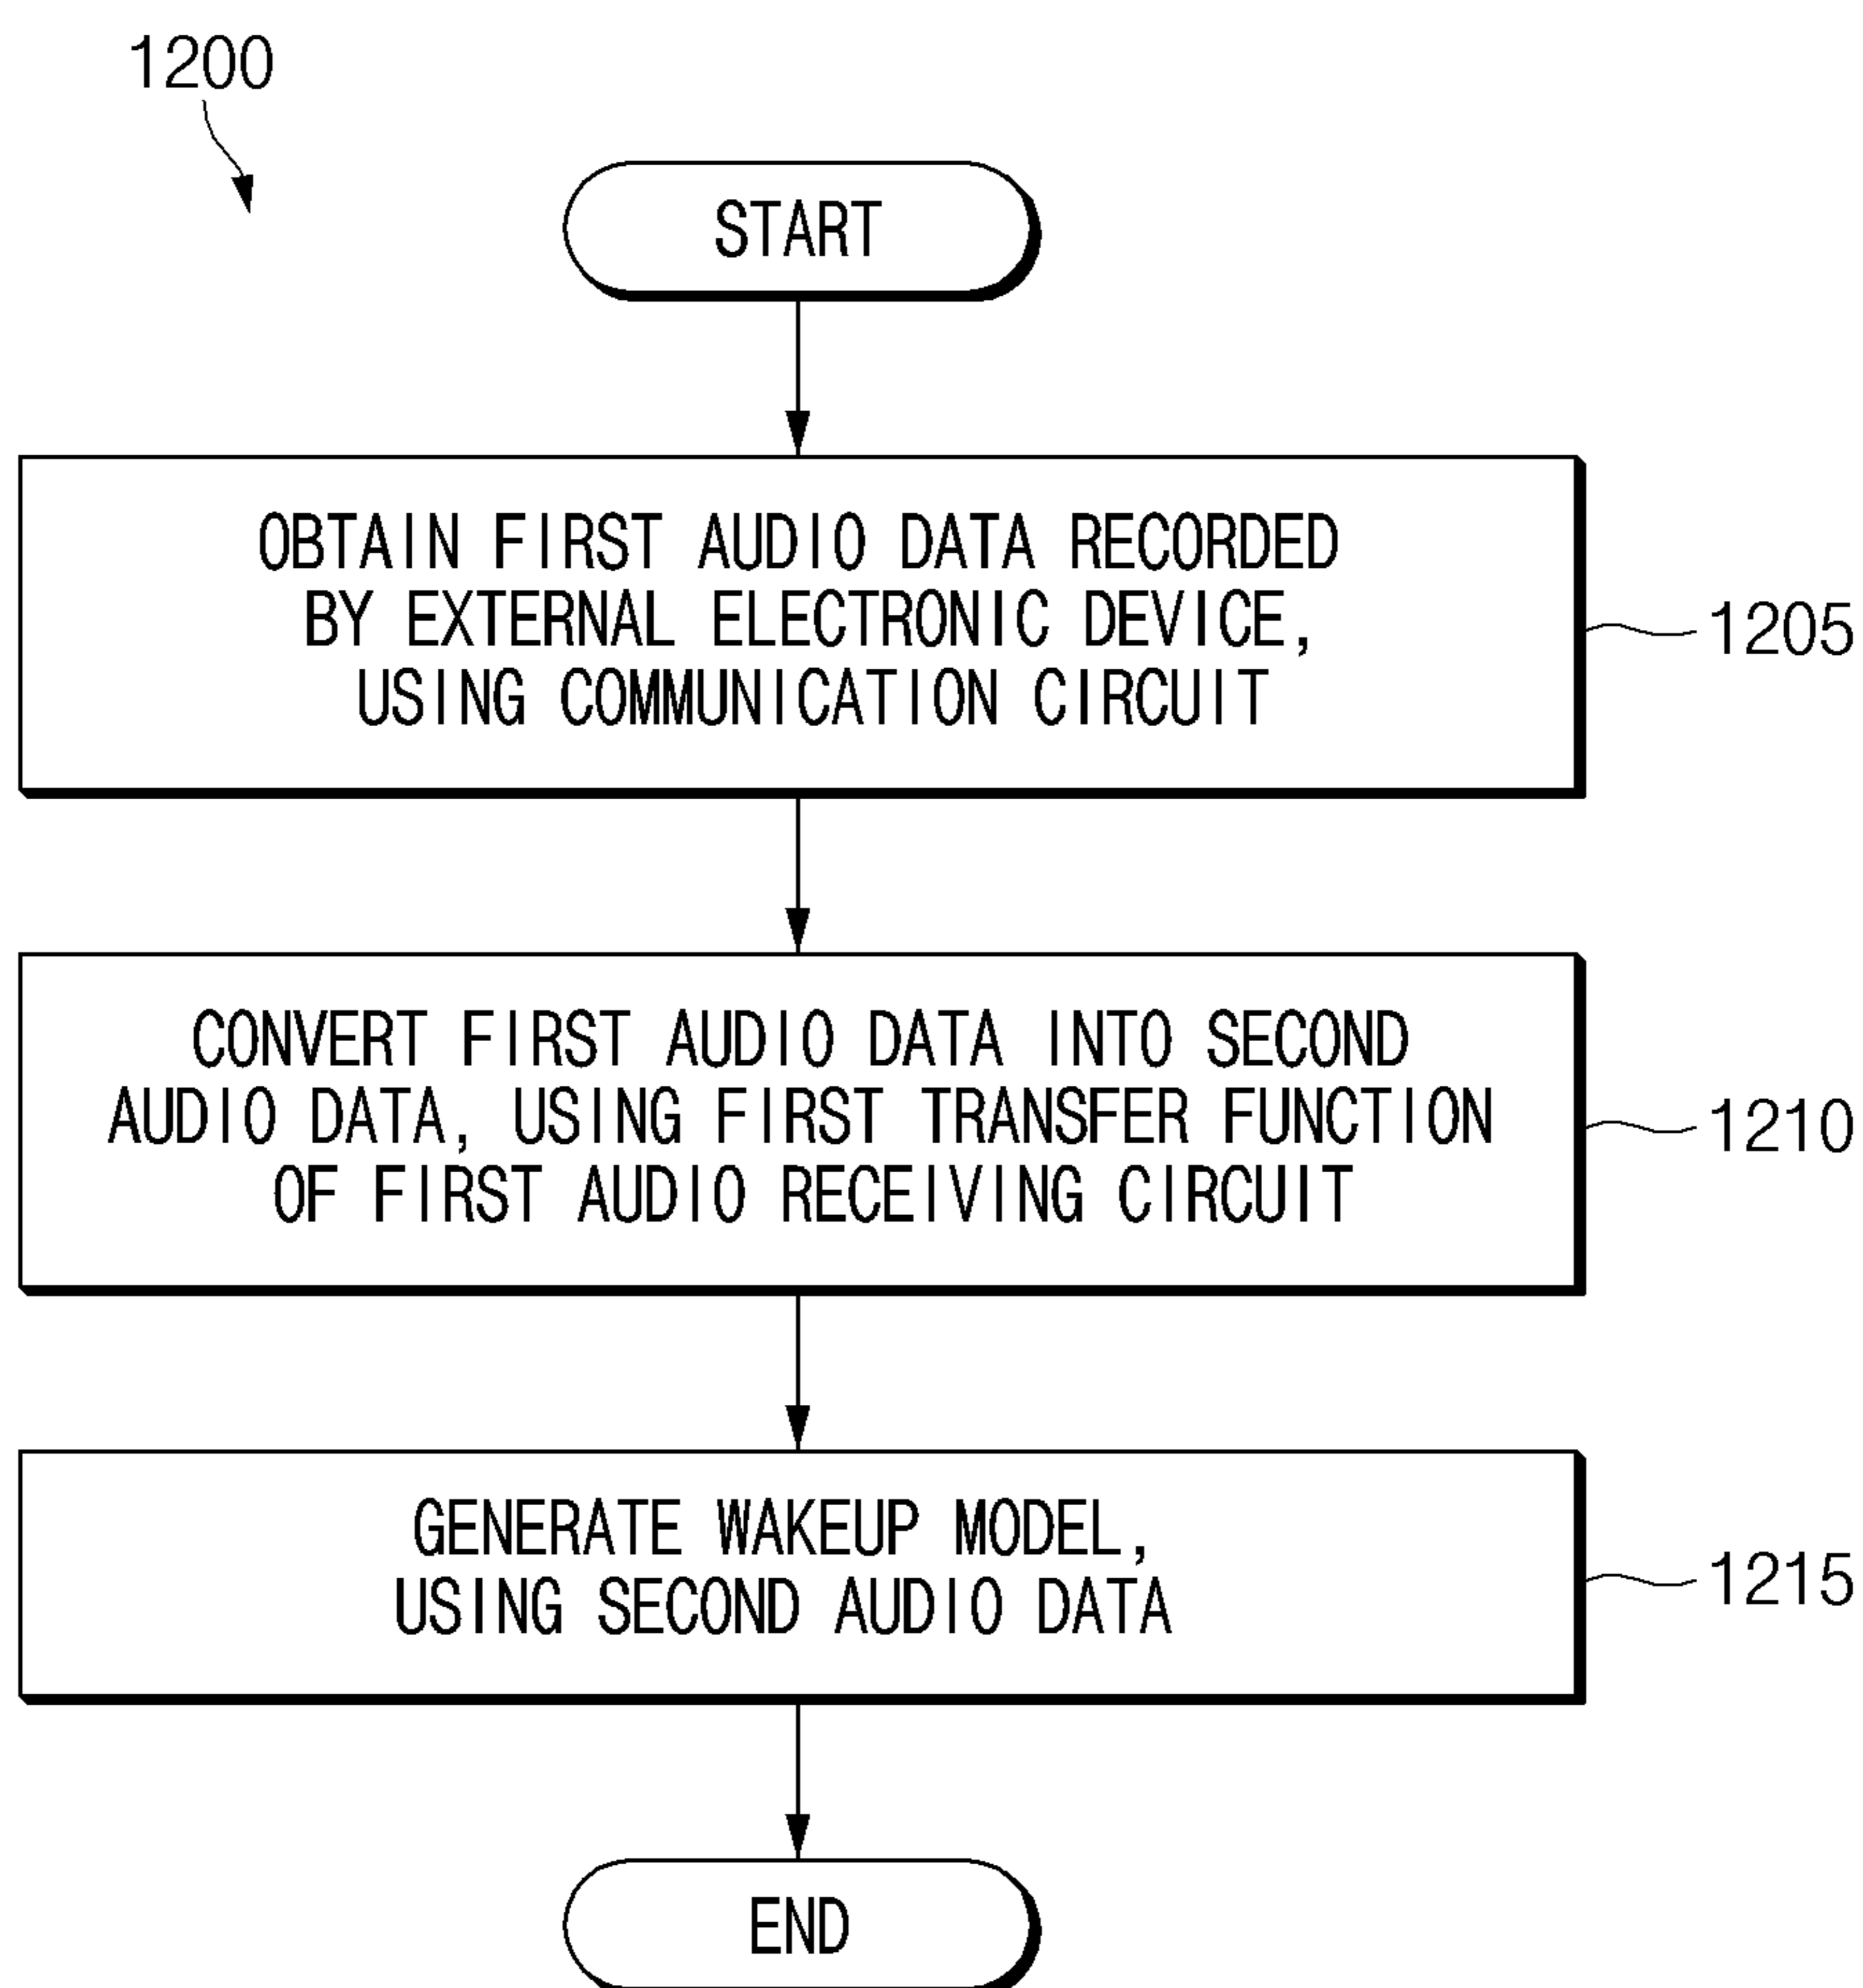 1200
START
OBTAIN FIRST AUDIO DATA RECORDED
BY EXTERNAL ELECTRONIC DEVICE,
USING COMMUNICATION CIRCUIT
1205
CONVERT FIRST AUDIO DATA INTO SECOND
AUDIO DATA, USING FIRST TRANSFER FUNCTION
OF FIRST AUDIO RECEIVING CIRCUIT
1210
GENERATE WAKEUP MODEL,
USING SECOND AUDIO DATA
1215
END